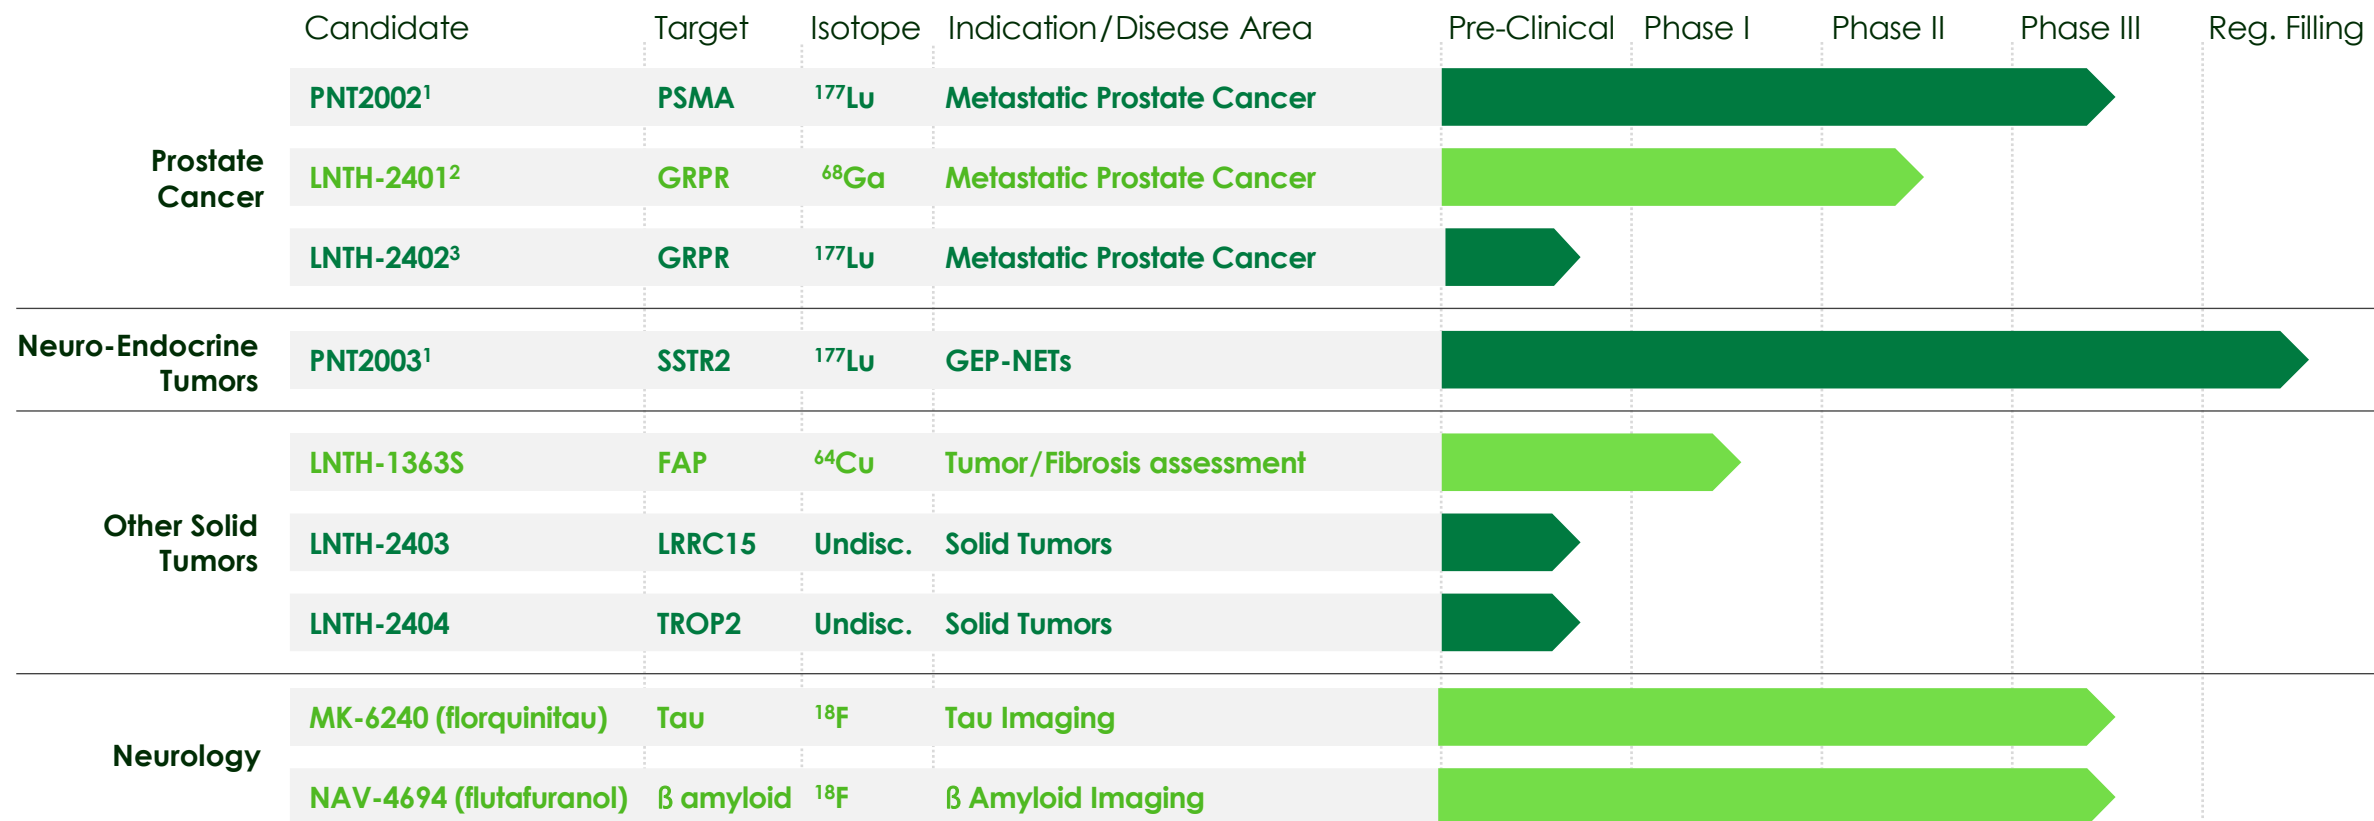 Candidate Target Isotope Indication/Disease Area Pre-Clinical Phase I Phase II Phase III Reg. Filling
Prostate
Cancer
PNT2002¹ PSMA ¹⁷⁷Lu Metastatic Prostate Cancer
LNTH-2401² GRPR ⁶⁸Ga Metastatic Prostate Cancer
LNTH-2402³ GRPR ¹⁷⁷Lu Metastatic Prostate Cancer
Neuro-Endocrine
Tumors
PNT2003¹ SSTR2 ¹⁷⁷Lu GEP-NETs
Other Solid
Tumors
LNTH-1363S FAP ⁶⁴Cu Tumor/Fibrosis assessment
LNTH-2403 LRRC15 Undisc. Solid Tumors
LNTH-2404 TROP2 Undisc. Solid Tumors
Neurology
MK-6240 (florquinitau) Tau ¹⁸F Tau Imaging
NAV-4694 (flutafuranol) ß amyloid ¹⁸F ß Amyloid Imaging